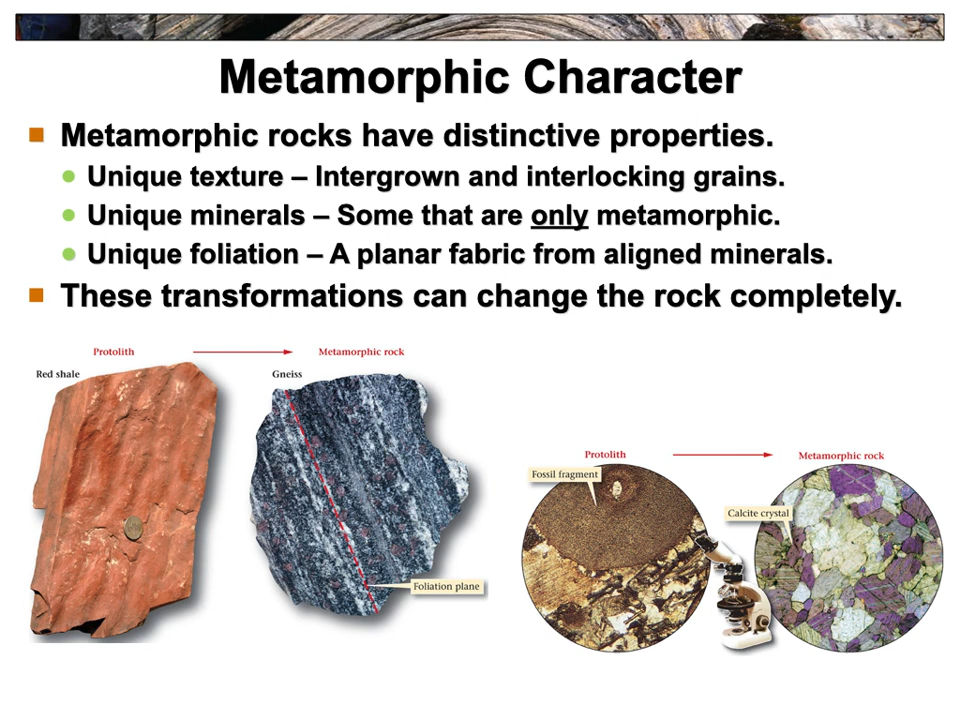 Metamorphic Character
Metamorphic rocks have distinctive properties.
Unique texture – Intergrown and interlocking grains.
Unique minerals – Some that are only metamorphic.
Unique foliation – A planar fabric from aligned minerals.
These transformations can change the rock completely.
Protolith
Metamorphic rock
Red shale
Gneiss
Foliation plane
Protolith
Metamorphic rock
Fossil fragment
Calcite crystal